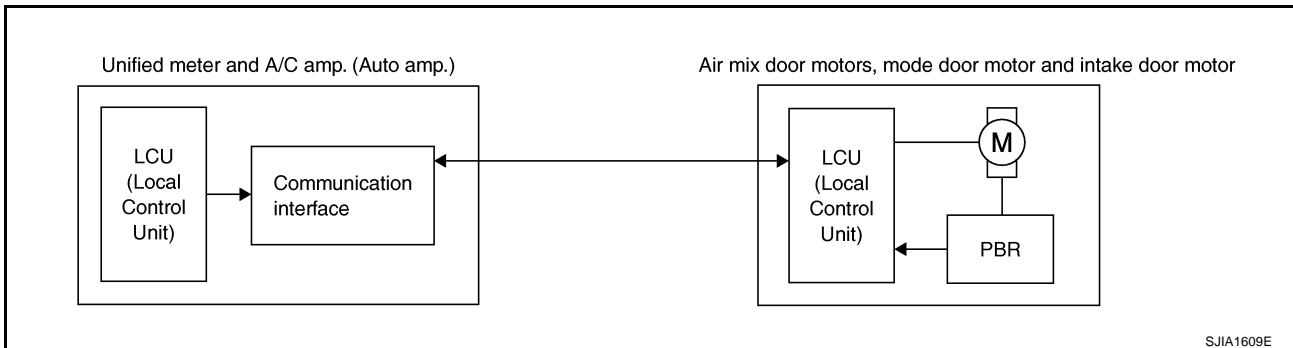 Unified meter and A/C amp. (Auto amp.)
LCU
(Local
Control
Unit)
Communication
interface
Air mix door motors, mode door motor and intake door motor
LCU
(Local
Control
Unit)
M
PBR
SJIA1609E